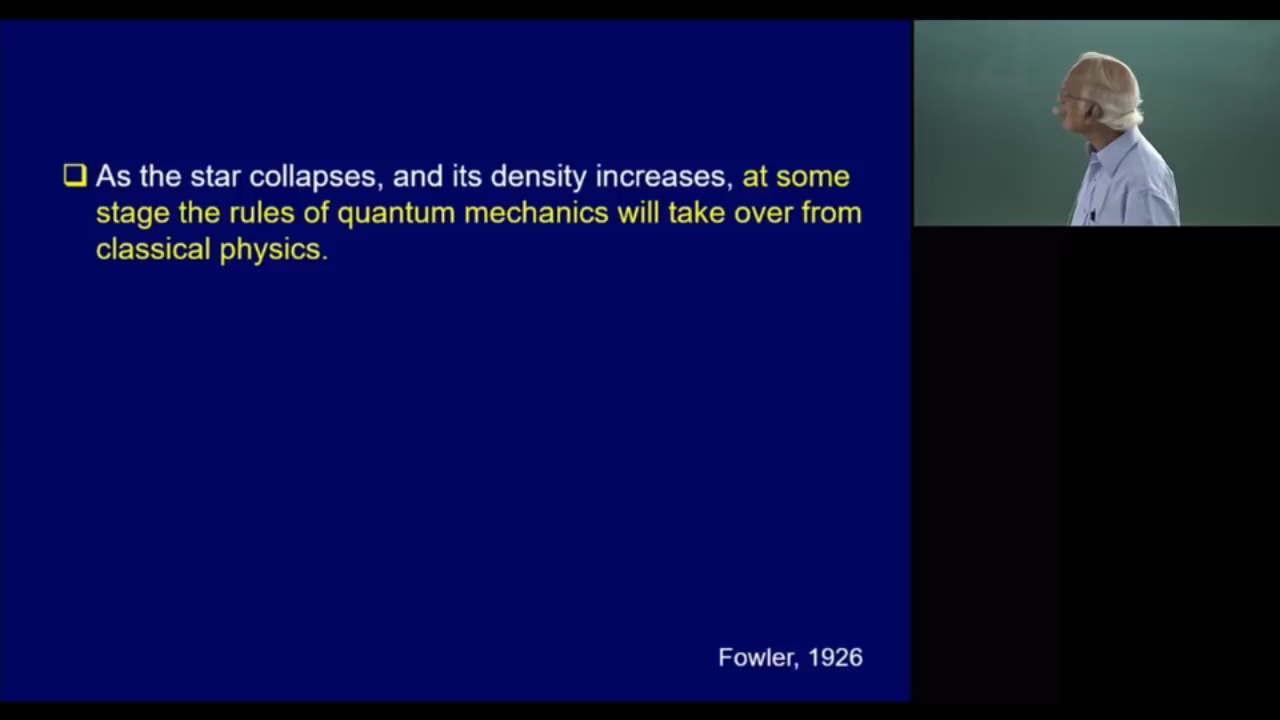 As the star collapses, and its density increases, at some
stage the rules of quantum mechanics will take over from
classical physics.
Fowler, 1926